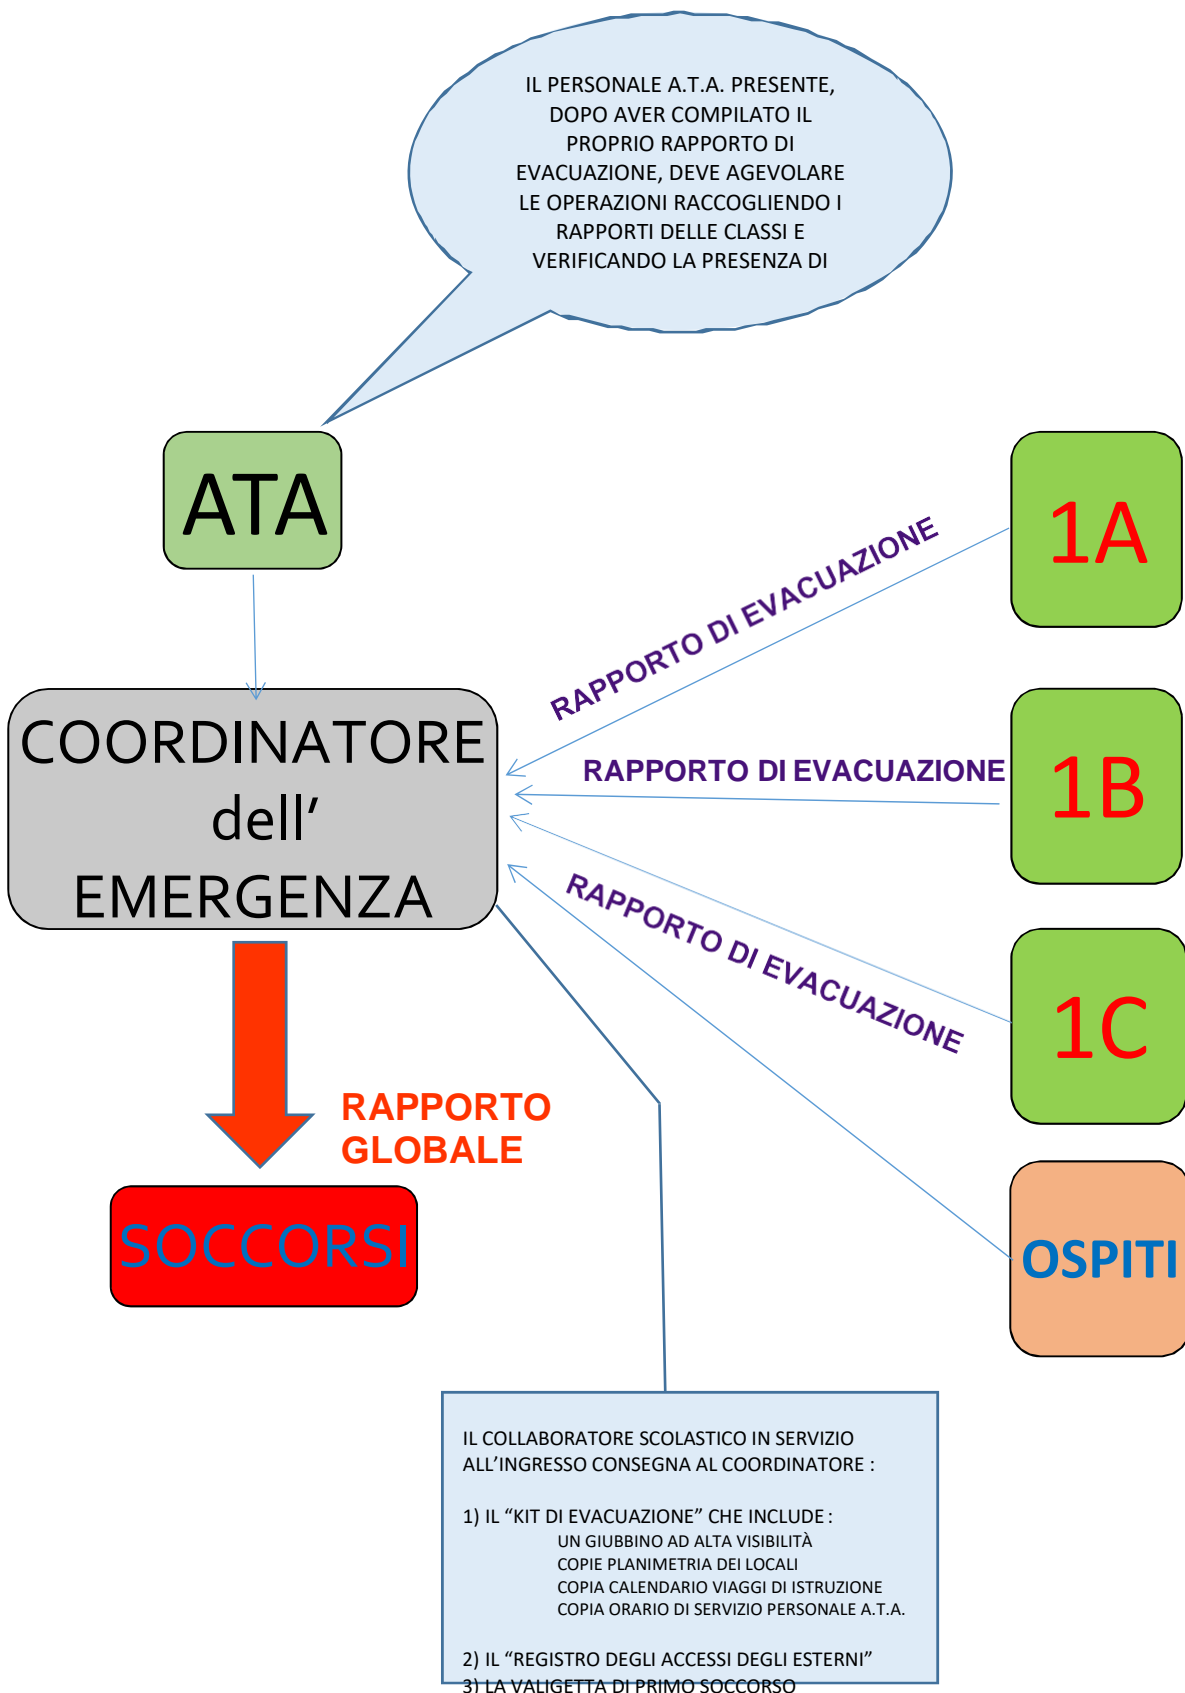 IL PERSONALE A.T.A. PRESENTE,
DOPO AVER COMPILATO IL
PROPRIO RAPPORTO DI
EVACUAZIONE, DEVE AGEVOLARE
LE OPERAZIONI RACCOGLIENDO I
RAPPORTI DELLE CLASSI E
VERIFICANDO LA PRESENZA DI
ATA
1A
RAPPORTO DI EVACUAZIONE
COORDINATORE
dell’
EMERGENZA
RAPPORTO DI EVACUAZIONE
1B
RAPPORTO DI EVACUAZIONE
1C
RAPPORTO
GLOBALE
SOCCORSI
OSPITI
IL COLLABORATORE SCOLASTICO IN SERVIZIO
ALL’INGRESSO CONSEGNA AL COORDINATORE :
1) IL “KIT DI EVACUAZIONE” CHE INCLUDE :
UN GIUBBINO AD ALTA VISIBILITÀ
COPIE PLANIMETRIA DEI LOCALI
COPIA CALENDARIO VIAGGI DI ISTRUZIONE
COPIA ORARIO DI SERVIZIO PERSONALE A.T.A.
2) IL “REGISTRO DEGLI ACCESSI DEGLI ESTERNI”
3) LA VALIGETTA DI PRIMO SOCCORSO